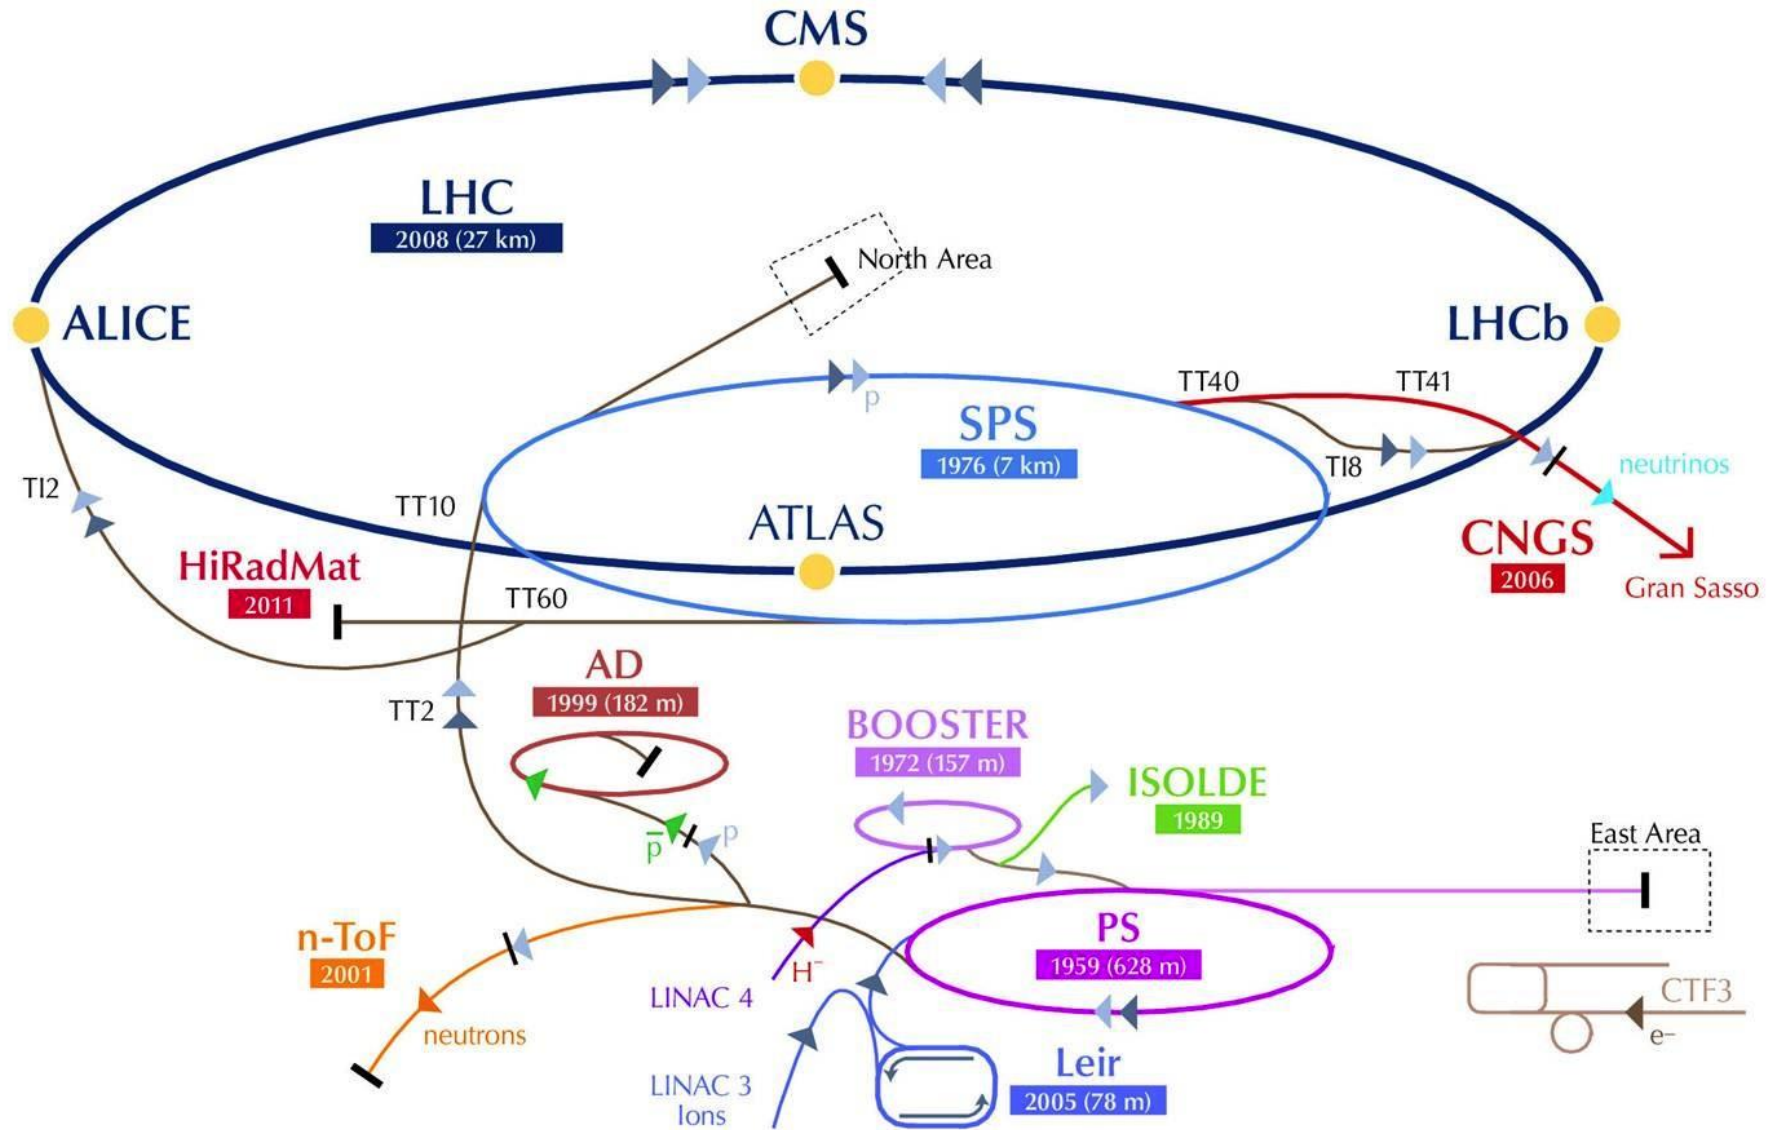 CMS
LHC
2008 (27 km)
North Area
ALICE
LHCb
TT40
TT41
p
SPS
1976 (7 km)
TI8
neutrinos
TI2
TT10
ATLAS
CNGS
2006
Gran Sasso
HiRadMat
2011
TT60
AD
1999 (182 m)
TT2
BOOSTER
1972 (157 m)
ISOLDE
1989
p̅
p
East Area
n-ToF
2001
PS
1959 (628 m)
H⁻
LINAC 4
CTF3
e–
neutrons
Leir
2005 (78 m)
LINAC 3
Ions